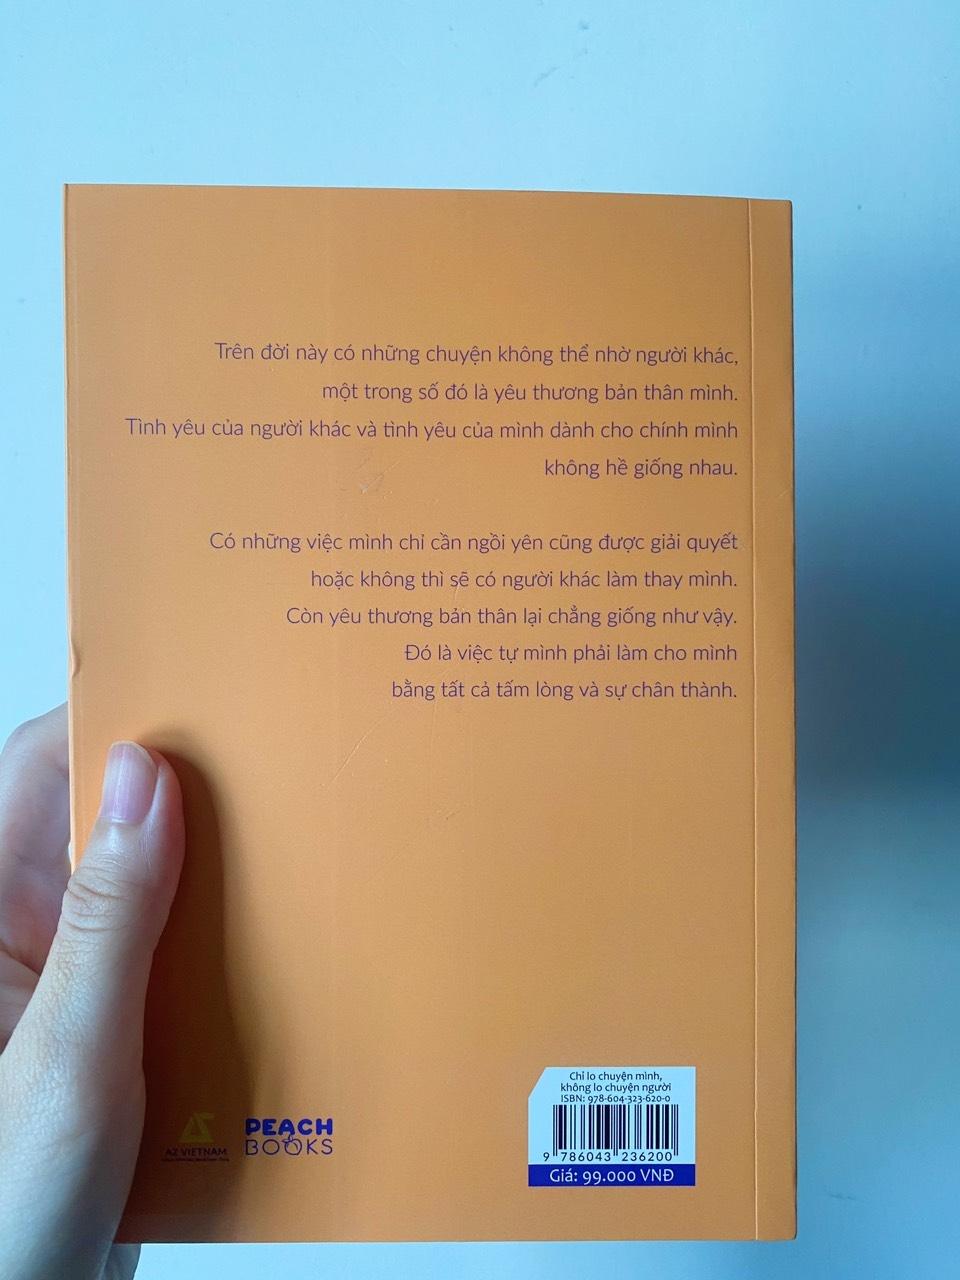 Trên đời này có những chuyện không thể nhờ người khác,
một trong số đó là yêu thương bản thân mình.
Tình yêu của người khác và tình yêu của mình dành cho chính mình
không hề giống nhau.
Có những việc mình chỉ cần ngồi yên cũng được giải quyết
hoặc không thì sẽ có người khác làm thay mình.
Còn yêu thương bản thân lại chẳng giống như vậy.
Đó là việc tự mình phải làm cho mình
bằng tất cả tấm lòng và sự chân thành.
AZ VIETNAM
PEACH
BOOKS
Chỉ lo chuyện mình,
không lo chuyện người
ISBN: 978-604-323-620-0
9 786043 236200
Giá: 99.000 VNĐ